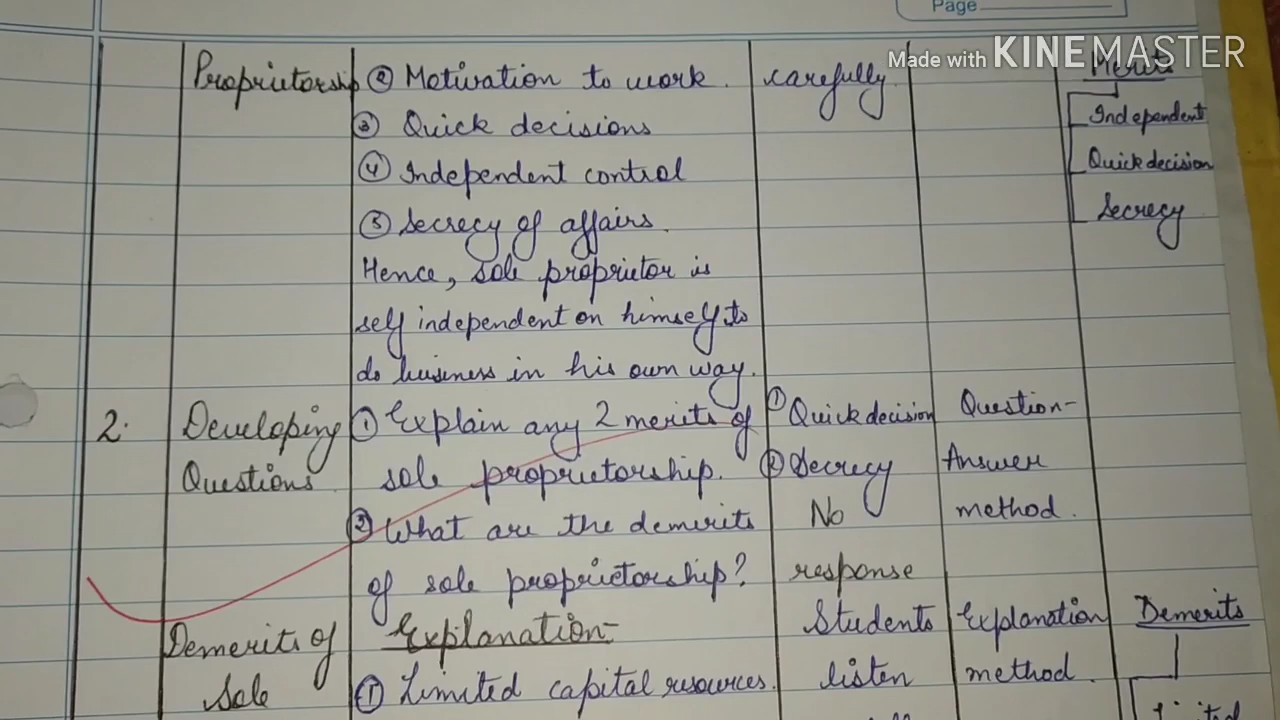 Page
Made with KINEMASTER
Proprietorship ② Motivation to work. carefully Merits
③ Quick decisions Independent
④ Independent control Quick decision
⑤ Secrecy of affairs. Secrecy
Hence, sole proprietor is
self independent on himself to
do business in his own way.
2. Developing ① Explain any 2 merits of ① Quick decision Question-
Questions sole proprietorship. ② Secrecy Answer
② What are the demerits No method.
of sole proprietorship? response
Demerits of Explanation- Students Explanation Demerits
Sole ① Limited capital resources. listen method.